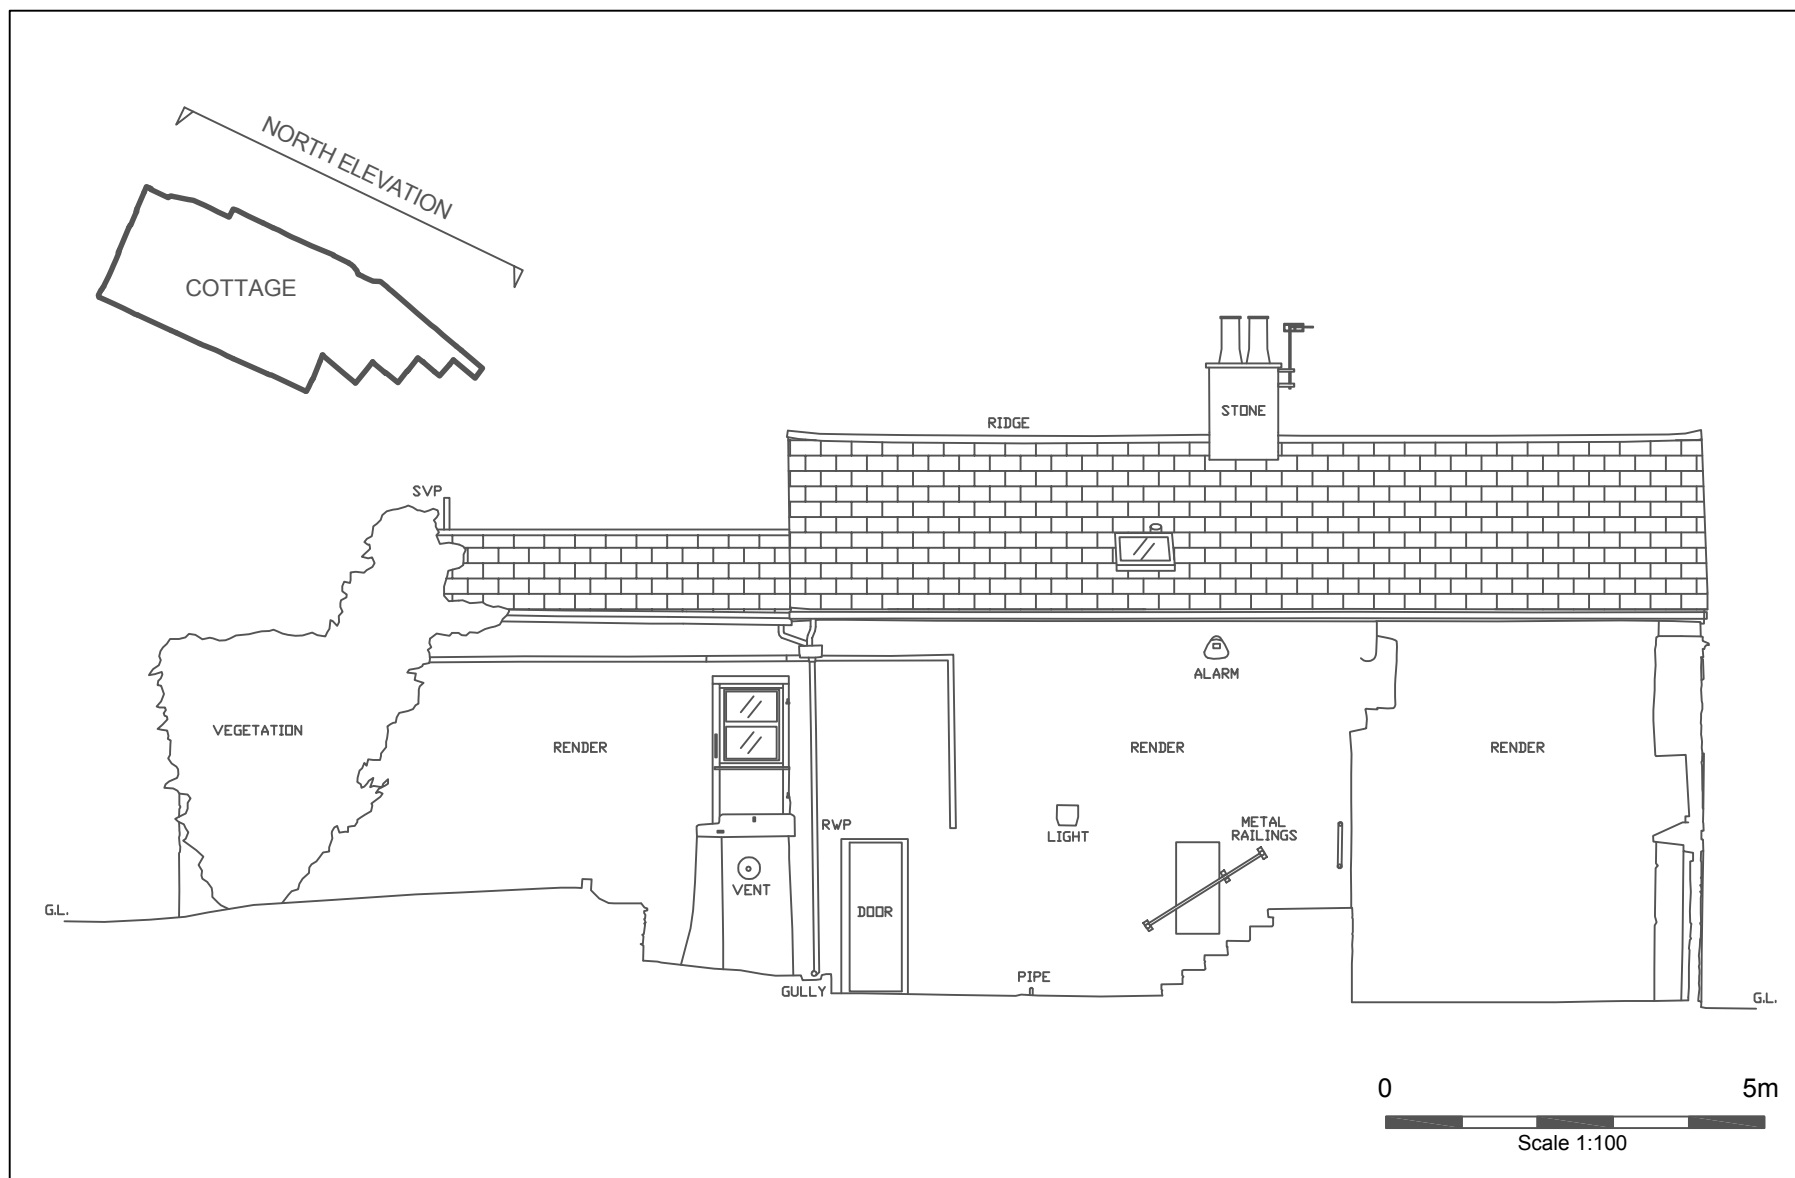 NORTH ELEVATION
COTTAGE
STONE
RIDGE
SVP
ALARM
VEGETATION
RENDER
RENDER
RENDER
RWP
LIGHT
METAL
RAILINGS
VENT
DOOR
G.L.
PIPE
GULLY
G.L.
0
5m
Scale 1:100